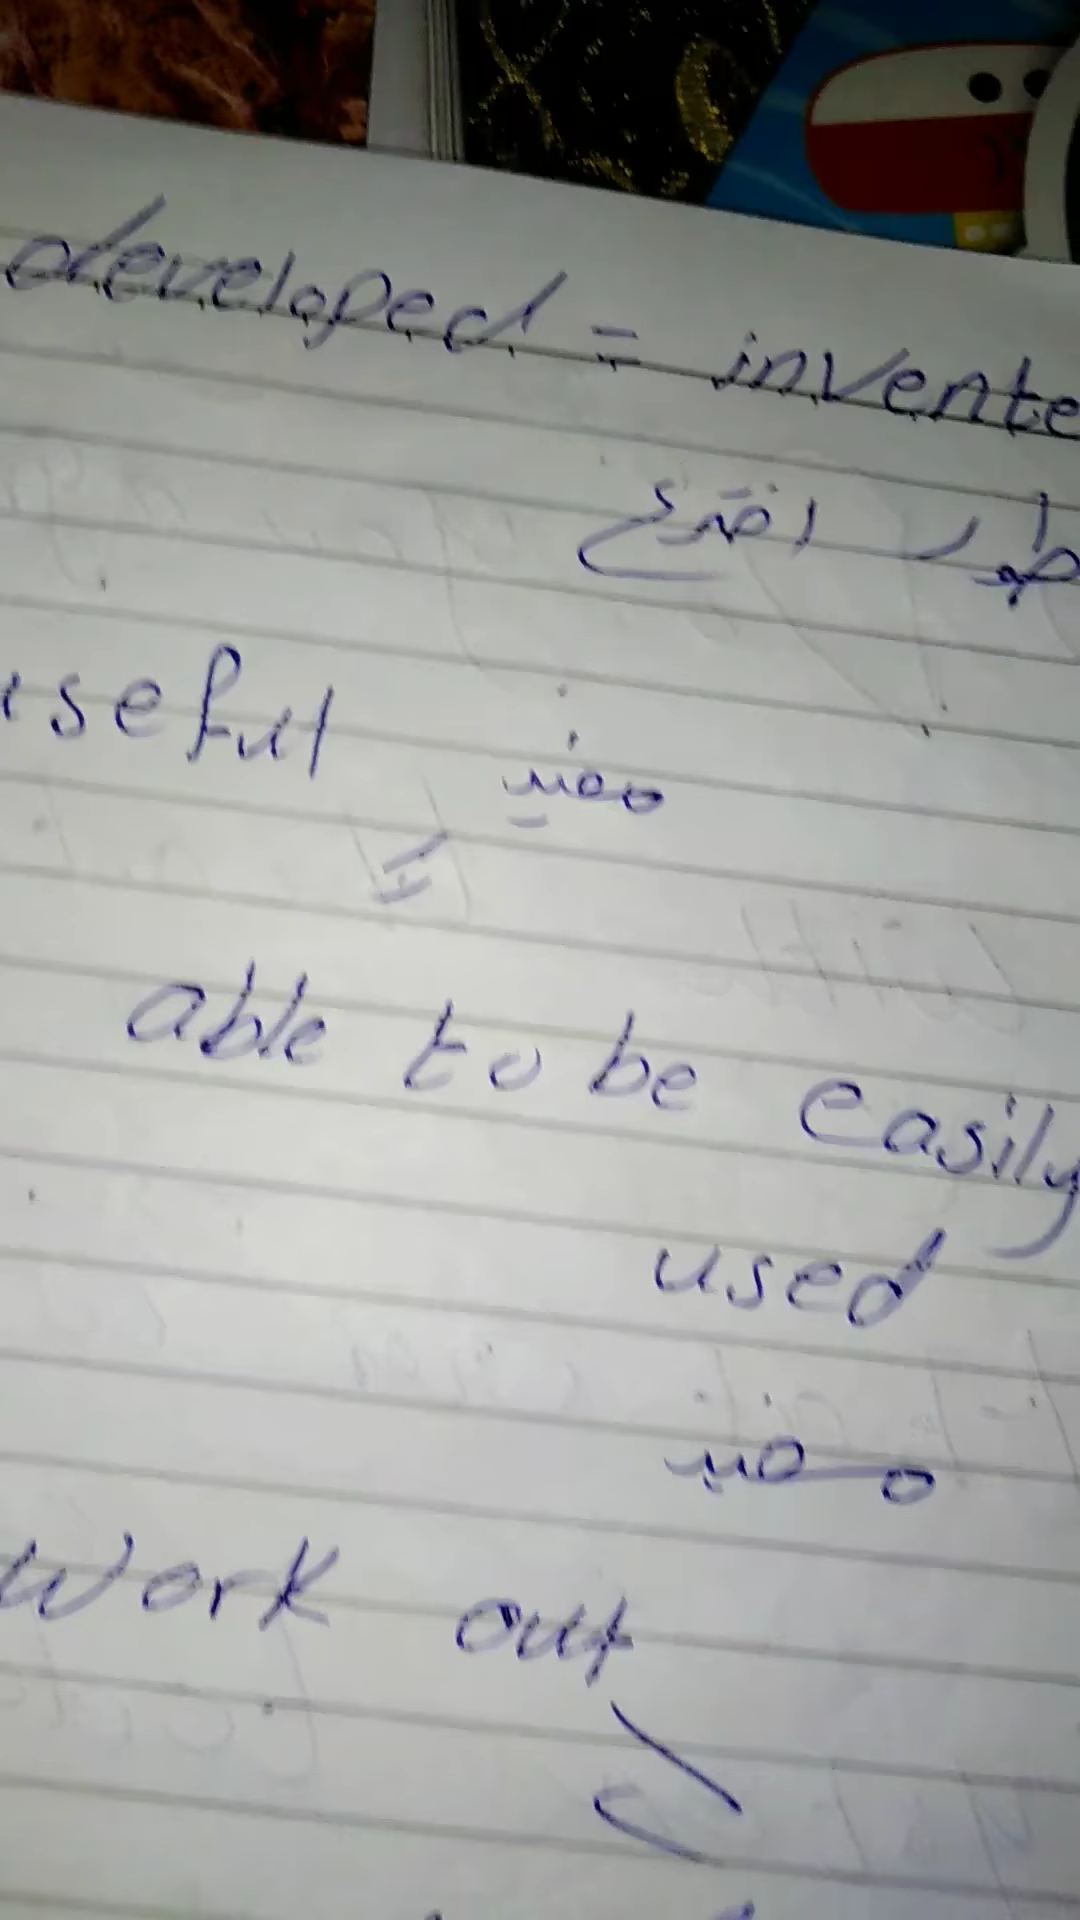 developed = invente
طور اخترع
useful مفيد
able to be easily
used
مفيد
work out